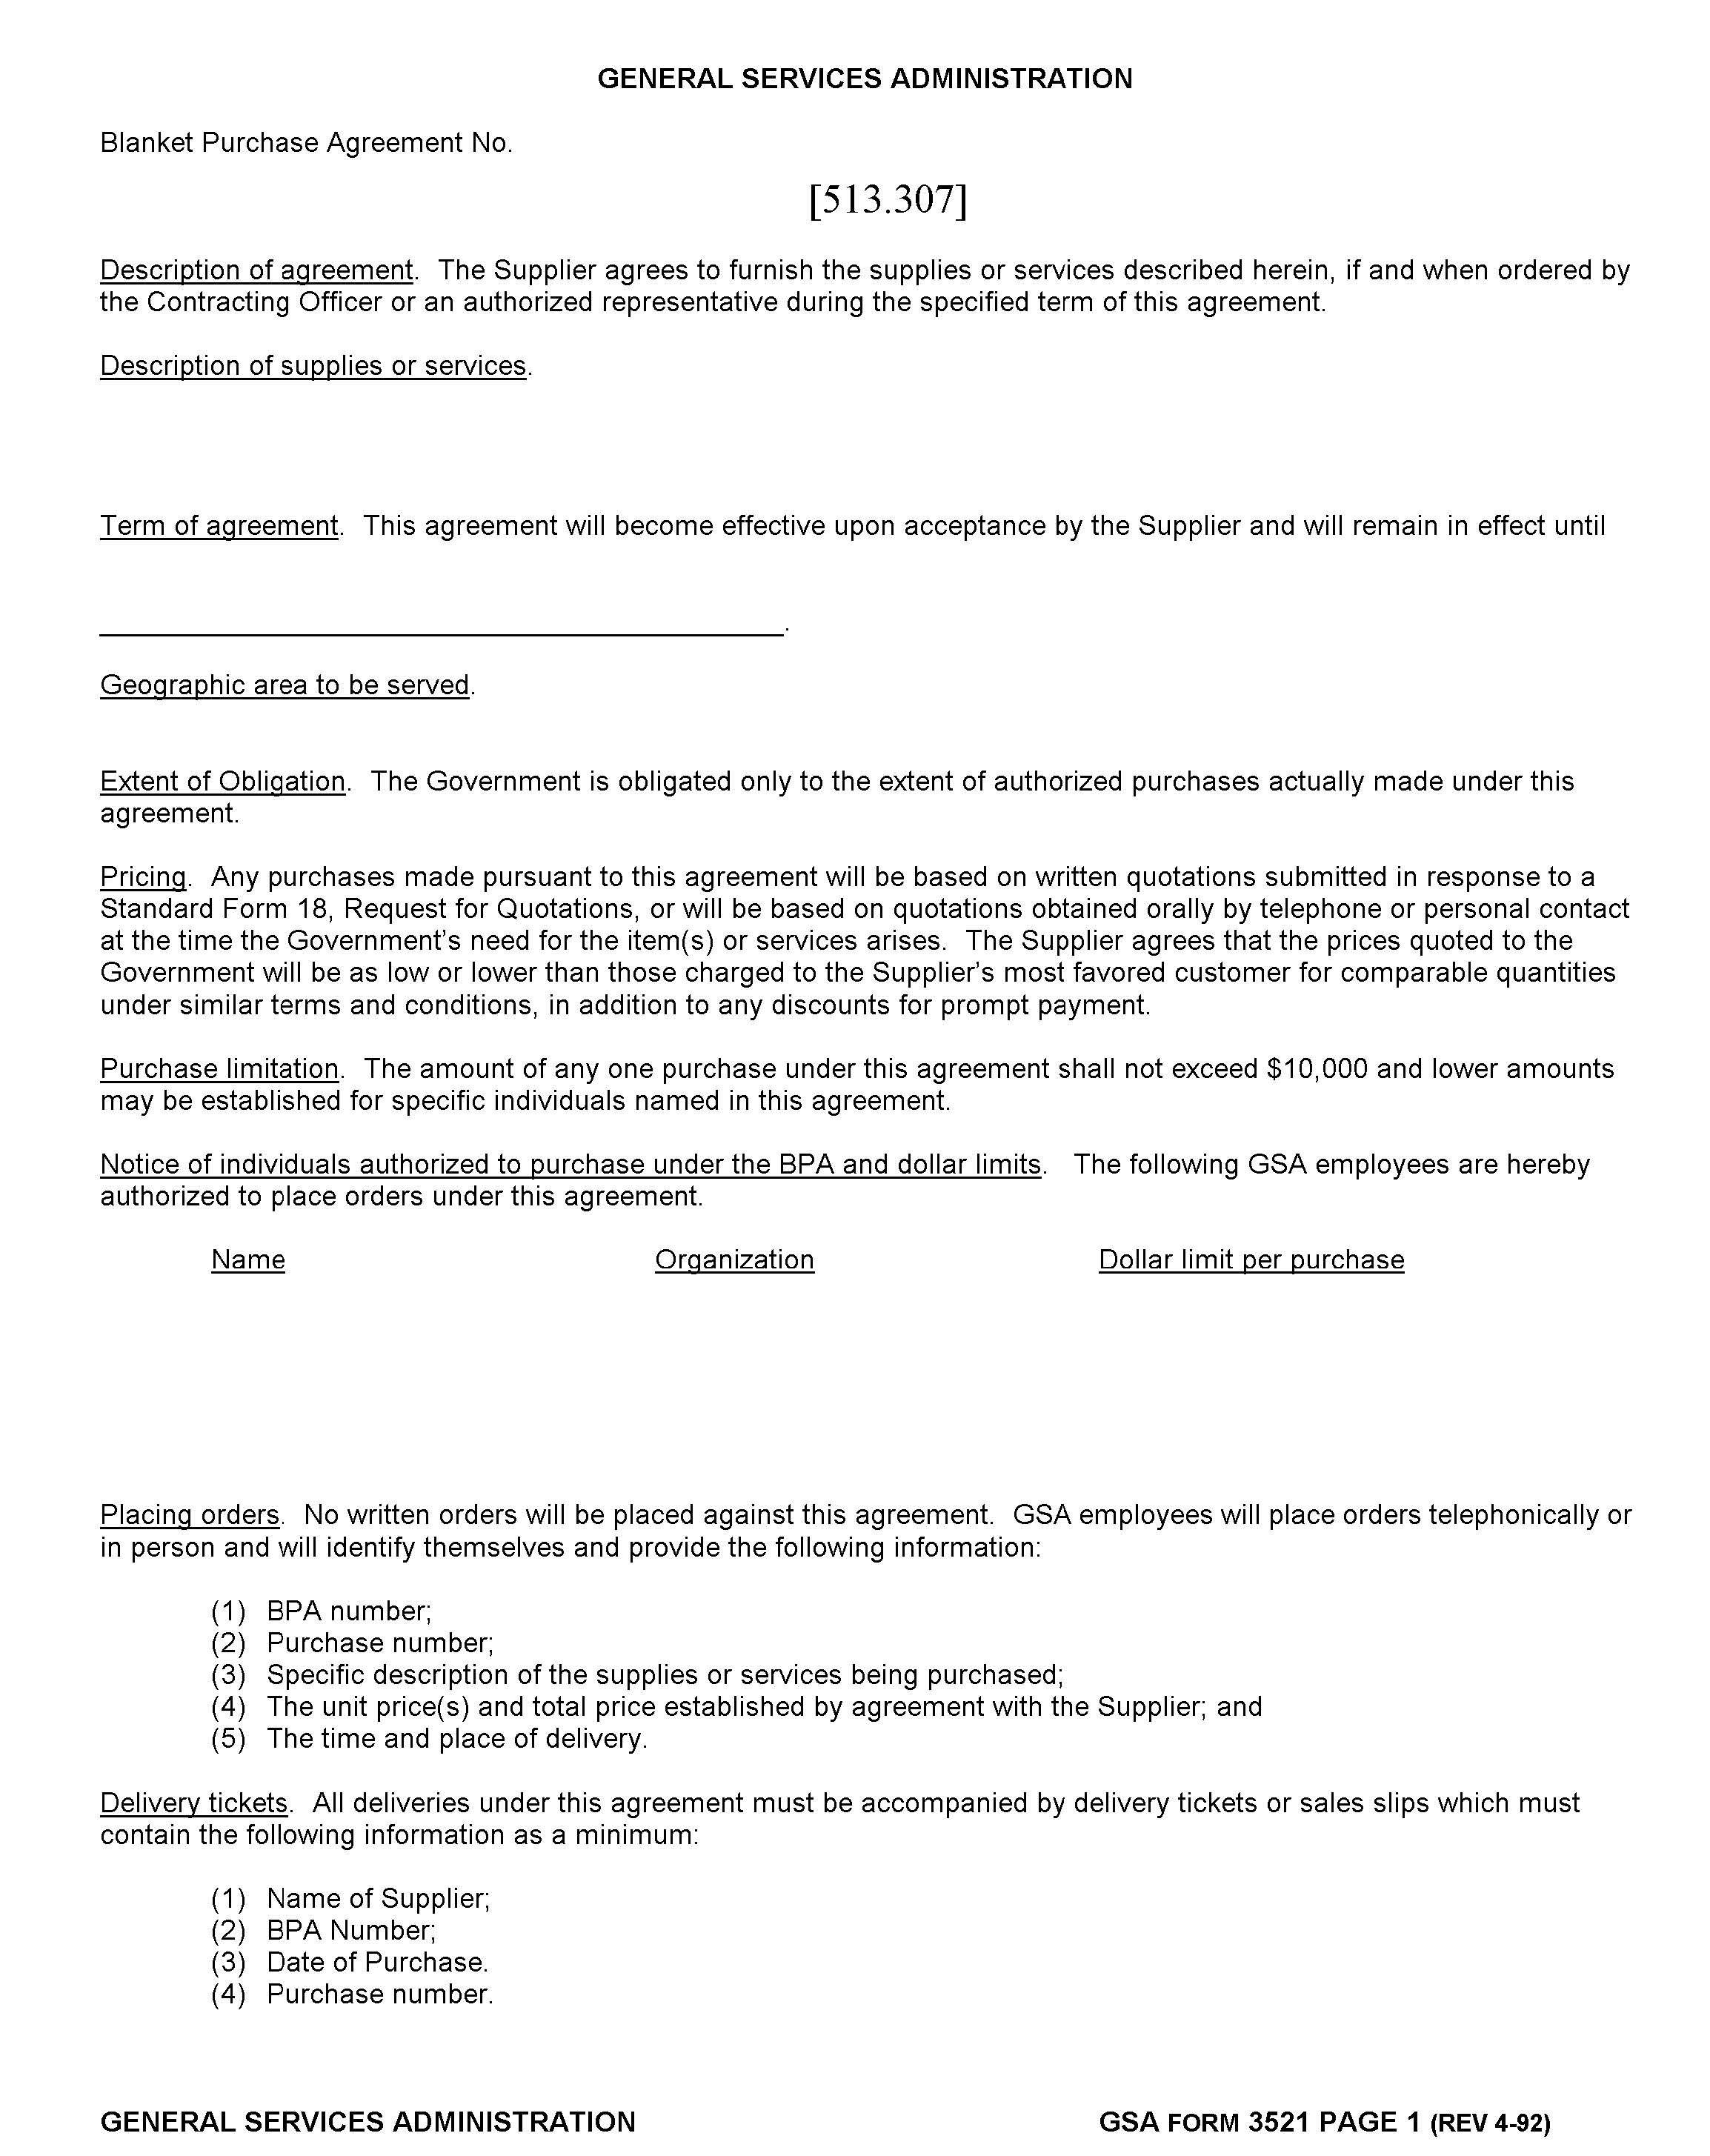 GENERAL SERVICES ADMINISTRATION
Blanket Purchase Agreement No.
[513.307]
Description of agreement. The Supplier agrees to furnish the supplies or services described herein, if and when ordered by
the Contracting Officer or an authorized representative during the specified term of this agreement.
Description of supplies or services.
Term of agreement. This agreement will become effective upon acceptance by the Supplier and will remain in effect until
.
Geographic area to be served.
Extent of Obligation. The Government is obligated only to the extent of authorized purchases actually made under this
agreement.
Pricing. Any purchases made pursuant to this agreement will be based on written quotations submitted in response to a
Standard Form 18, Request for Quotations, or will be based on quotations obtained orally by telephone or personal contact
at the time the Government's need for the item(s) or services arises. The Supplier agrees that the prices quoted to the
Government will be as low or lower than those charged to the Supplier's most favored customer for comparable quantities
under similar terms and conditions, in addition to any discounts for prompt payment.
Purchase limitation. The amount of any one purchase under this agreement shall not exceed $10,000 and lower amounts
may be established for specific individuals named in this agreement.
Notice of individuals authorized to purchase under the BPA and dollar limits. The following GSA employees are hereby
authorized to place orders under this agreement.
Name Organization Dollar limit per purchase
Placing orders. No written orders will be placed against this agreement. GSA employees will place orders telephonically or
in person and will identify themselves and provide the following information:
(1) BPA number;
(2) Purchase number;
(3) Specific description of the supplies or services being purchased;
(4) The unit price(s) and total price established by agreement with the Supplier; and
(5) The time and place of delivery.
Delivery tickets. All deliveries under this agreement must be accompanied by delivery tickets or sales slips which must
contain the following information as a minimum:
(1) Name of Supplier;
(2) BPA Number;
(3) Date of Purchase.
(4) Purchase number.
GENERAL SERVICES ADMINISTRATION GSA FORM 3521 PAGE 1 (REV 4-92)